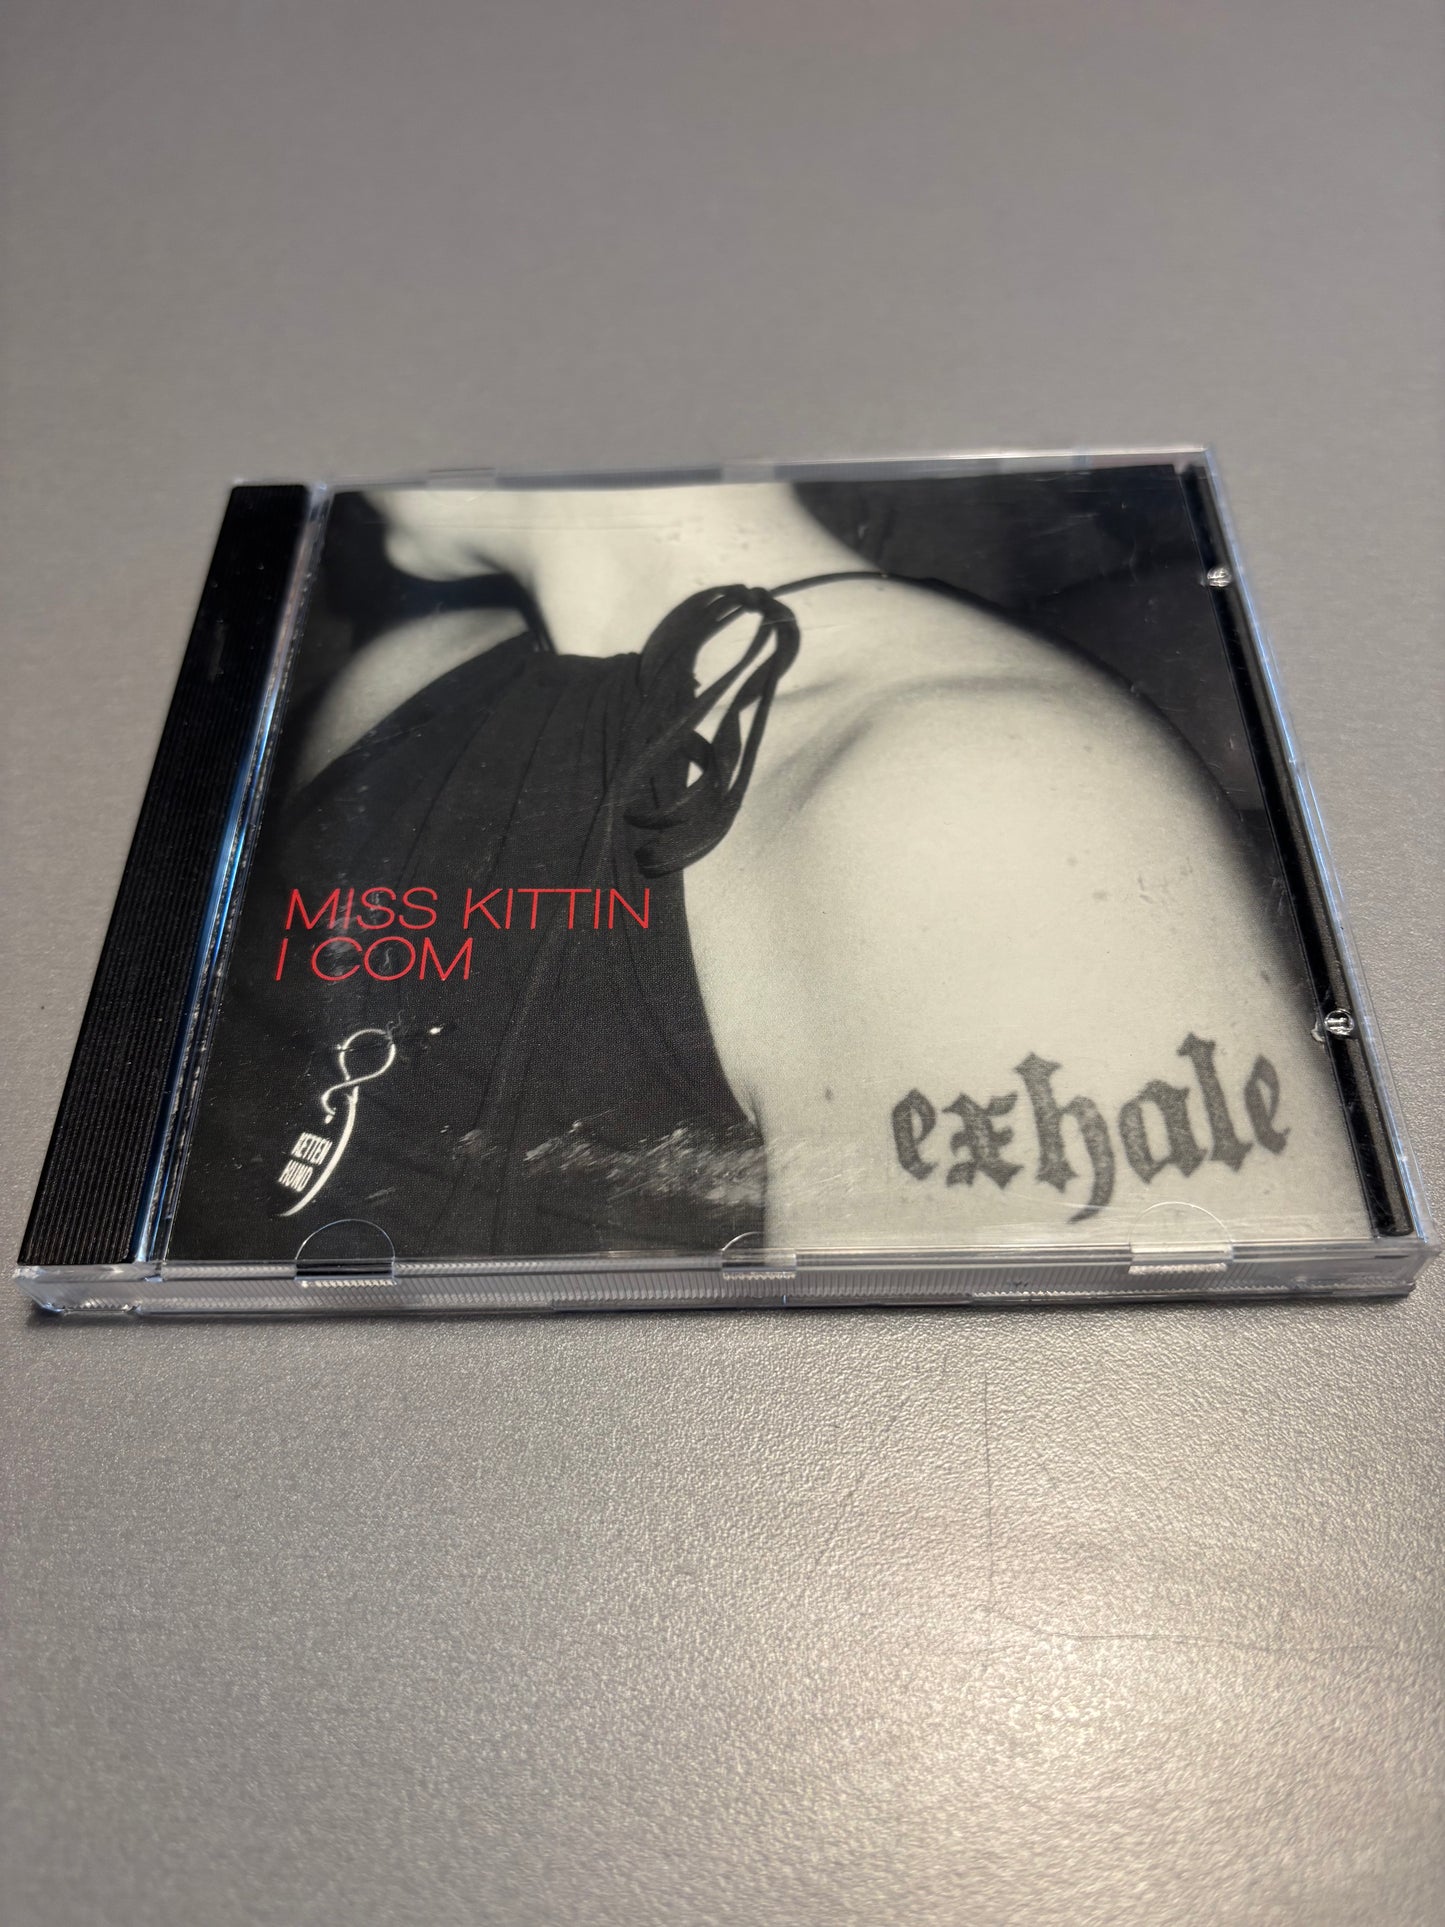 MISS KITTIN
I COM
KETTEN
HUND
exhale